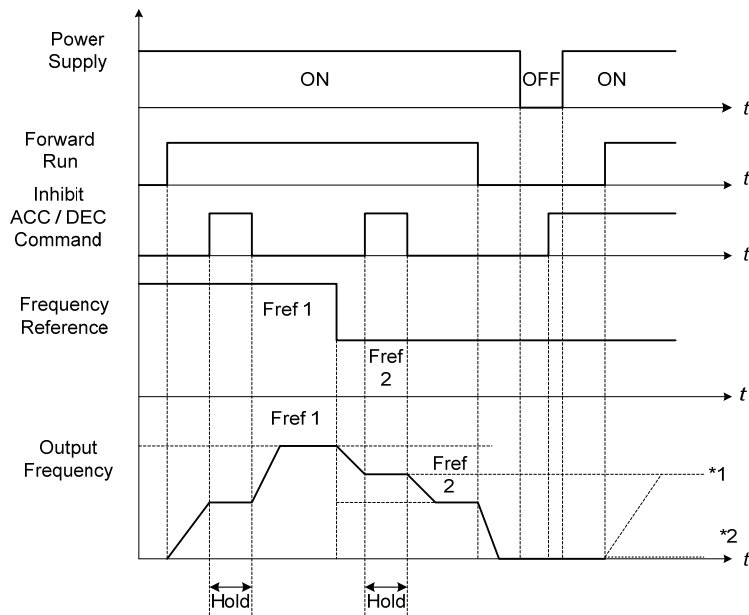 Power
Supply
ON
OFF
ON
t
Forward
Run
t
Inhibit
ACC / DEC
Command
t
Frequency
Reference
Fref 1
Fref
2
t
Fref 1
Output
Frequency
Fref
2
*1
*2
t
Hold
Hold